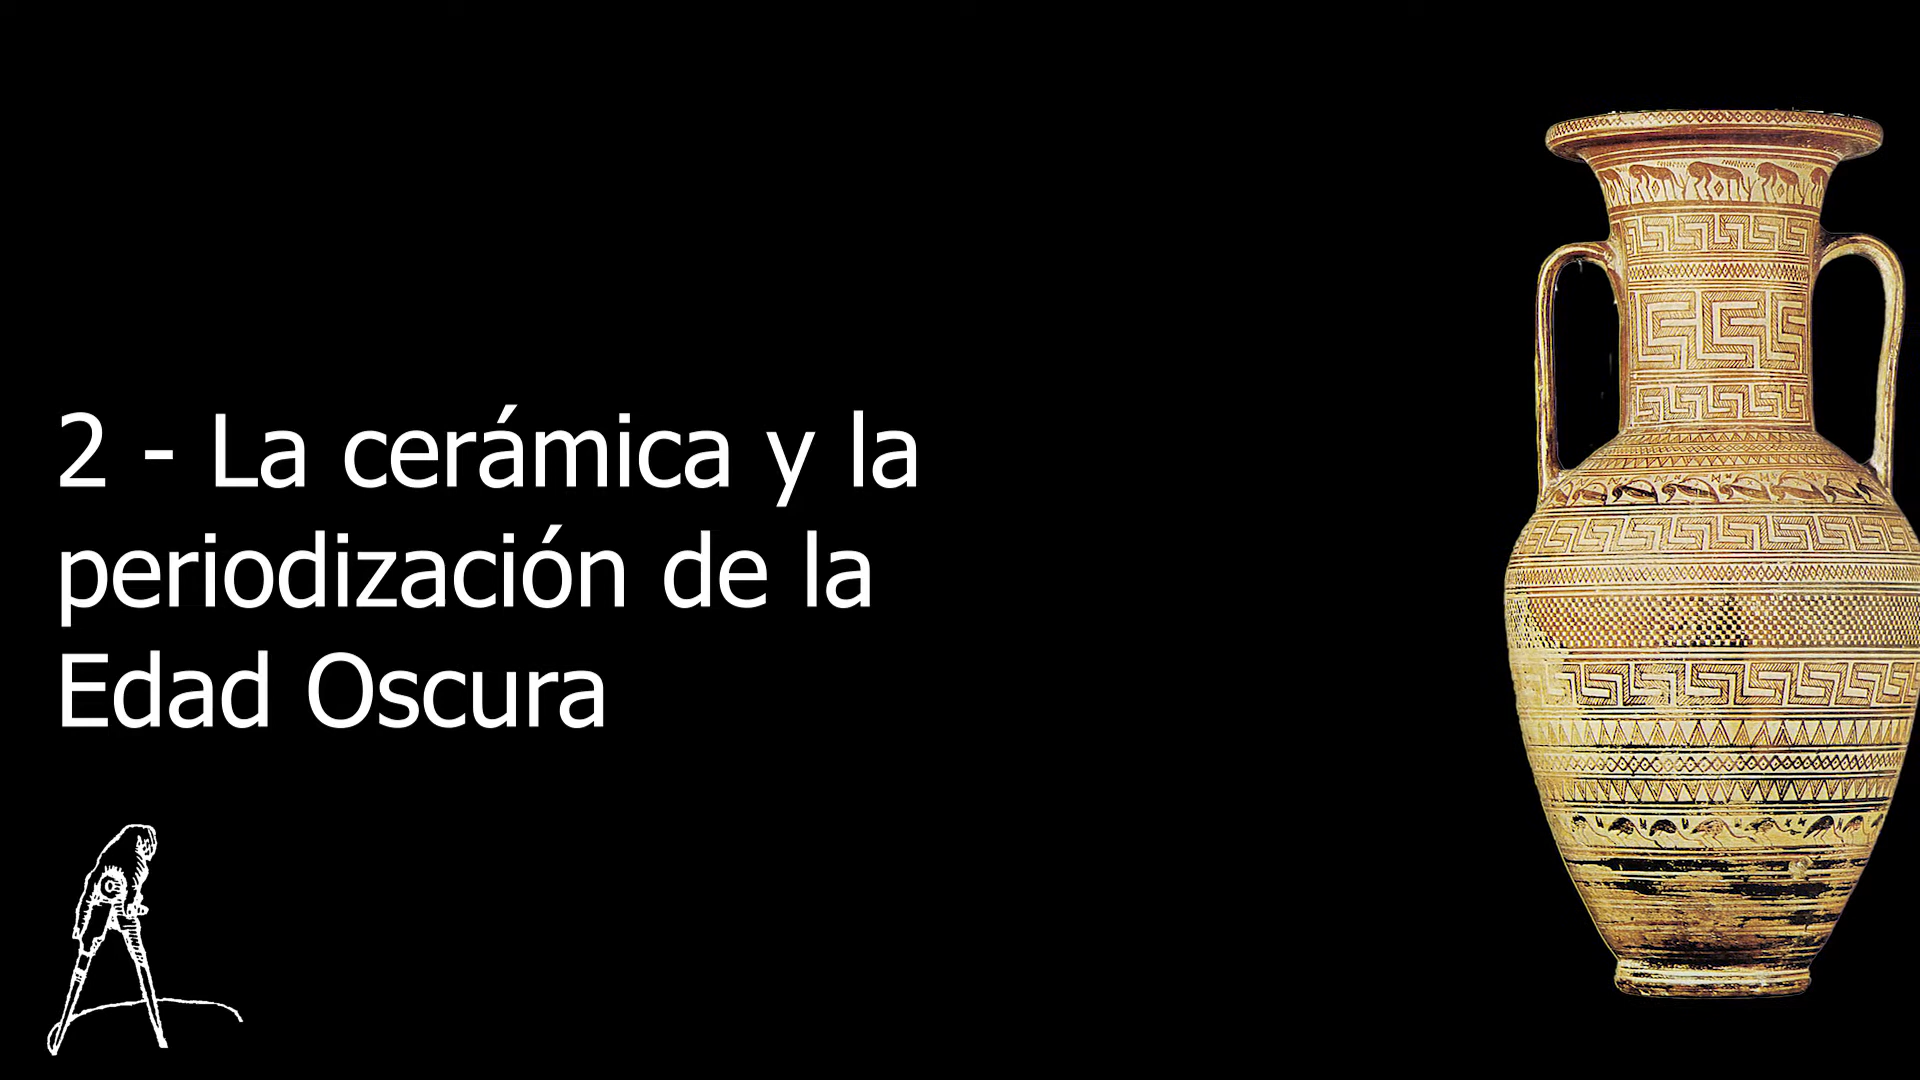 2 - La cerámica y la
periodización de la
Edad Oscura